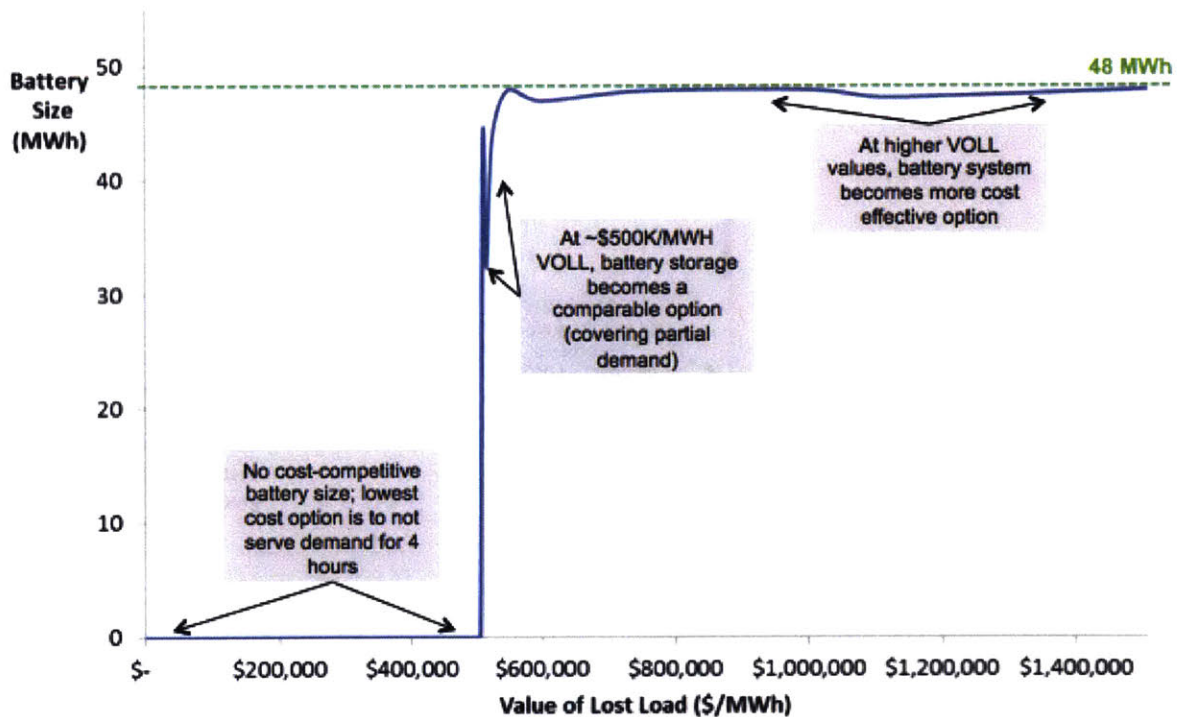 50
Battery
Size
(MWh)
48 MWh
40
30
20
10
0
At higher VOLL
values, battery system
becomes more cost
effective option
At ~$500K/MWH
VOLL, battery storage
becomes a
comparable option
(covering partial
demand)
No cost-competitive
battery size; lowest
cost option is to not
serve demand for 4
hours
$- $200,000 $400,000 $600,000 $800,000 $1,000,000 $1,200,000 $1,400,000
Value of Lost Load ($/MWh)